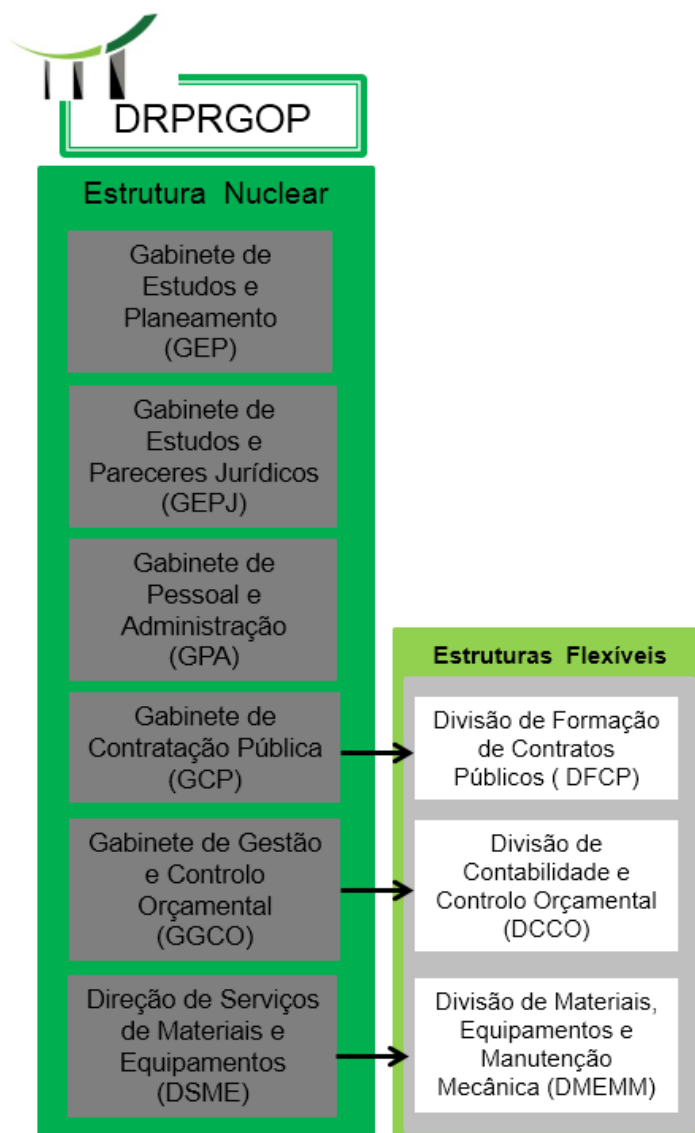 DRPRGOP
Estrutura Nuclear
Gabinete de
Estudos e
Planeamento
(GEP)
Gabinete de
Estudos e
Pareceres Jurídicos
(GEPJ)
Gabinete de
Pessoal e
Administração
(GPA)
Gabinete de
Contratação Pública
(GCP)
Gabinete de Gestão
e Controlo
Orçamental
(GGCO)
Direção de Serviços
de Materiais e
Equipamentos
(DSME)
Estruturas Flexíveis
Divisão de Formação
de Contratos
Públicos ( DFCP)
Divisão de
Contabilidade e
Controlo Orçamental
(DCCO)
Divisão de Materiais,
Equipamentos e
Manutenção
Mecânica (DMEMM)